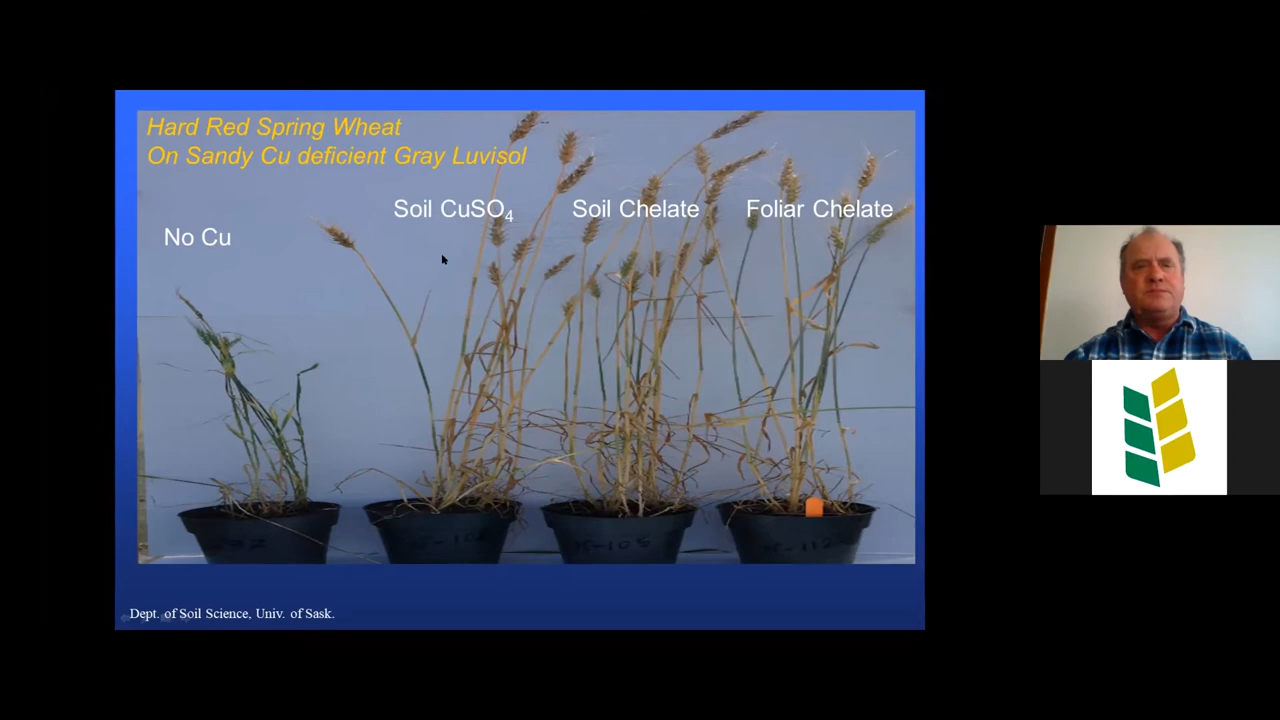 Hard Red Spring Wheat
On Sandy Cu deficient Gray Luvisol
No Cu
Soil CuSO₄
Soil Chelate
Foliar Chelate
Dept. of Soil Science, Univ. of Sask.